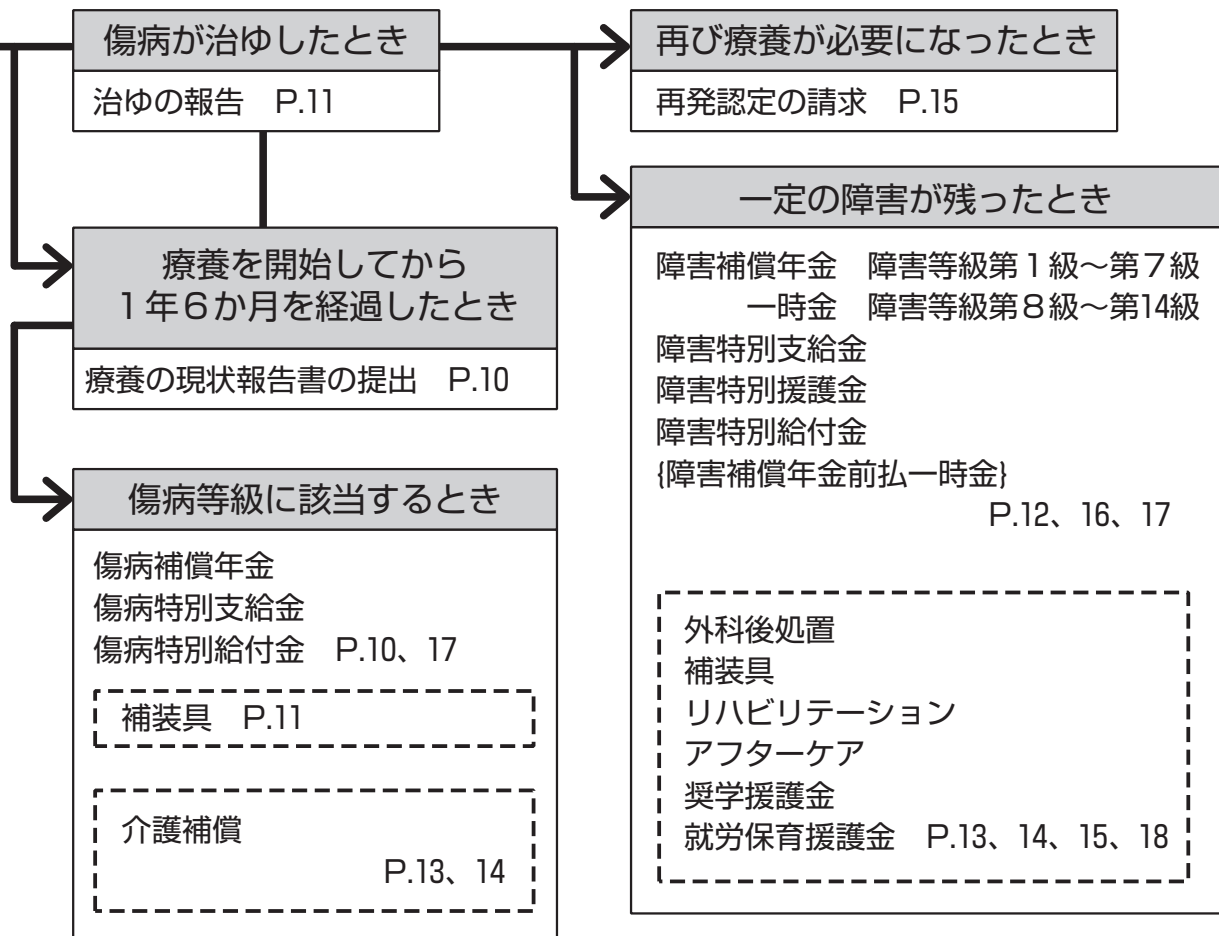 傷病が治ゆしたとき
治ゆの報告　P.11
療養を開始してから
１年６か月を経過したとき
療養の現状報告書の提出　P.10
傷病等級に該当するとき
傷病補償年金
傷病特別支給金
傷病特別給付金　P.10、17
補装具　P.11
介護補償
P.13、14
再び療養が必要になったとき
再発認定の請求　P.15
一定の障害が残ったとき
障害補償年金　障害等級第１級～第７級
一時金　障害等級第８級～第14級
障害特別支給金
障害特別援護金
障害特別給付金
{障害補償年金前払一時金}
P.12、16、17
外科後処置
補装具
リハビリテーション
アフターケア
奨学援護金
就労保育援護金　P.13、14、15、18